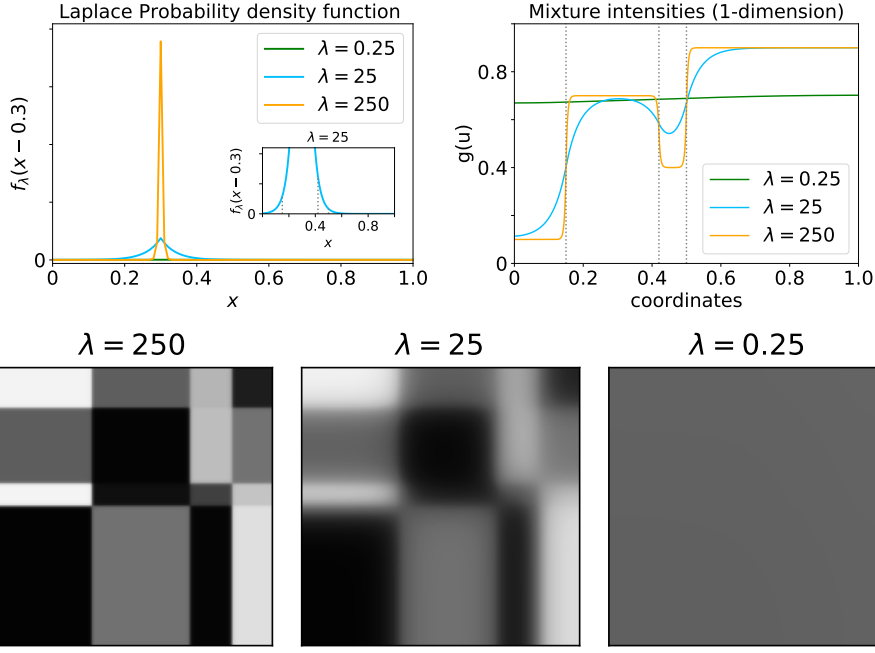 Laplace Probability density function
λ = 0.25
λ = 25
λ = 250
fλ(x − 0.3)
0
0 0.2 0.4 0.6 0.8 1.0
x
λ = 25
fλ(x − 0.3)
0
0.4 0.8
x
Mixture intensities (1-dimension)
g(u)
0.8
0.4
0
λ = 0.25
λ = 25
λ = 250
0 0.2 0.4 0.6 0.8 1.0
coordinates
λ = 250
λ = 25
λ = 0.25